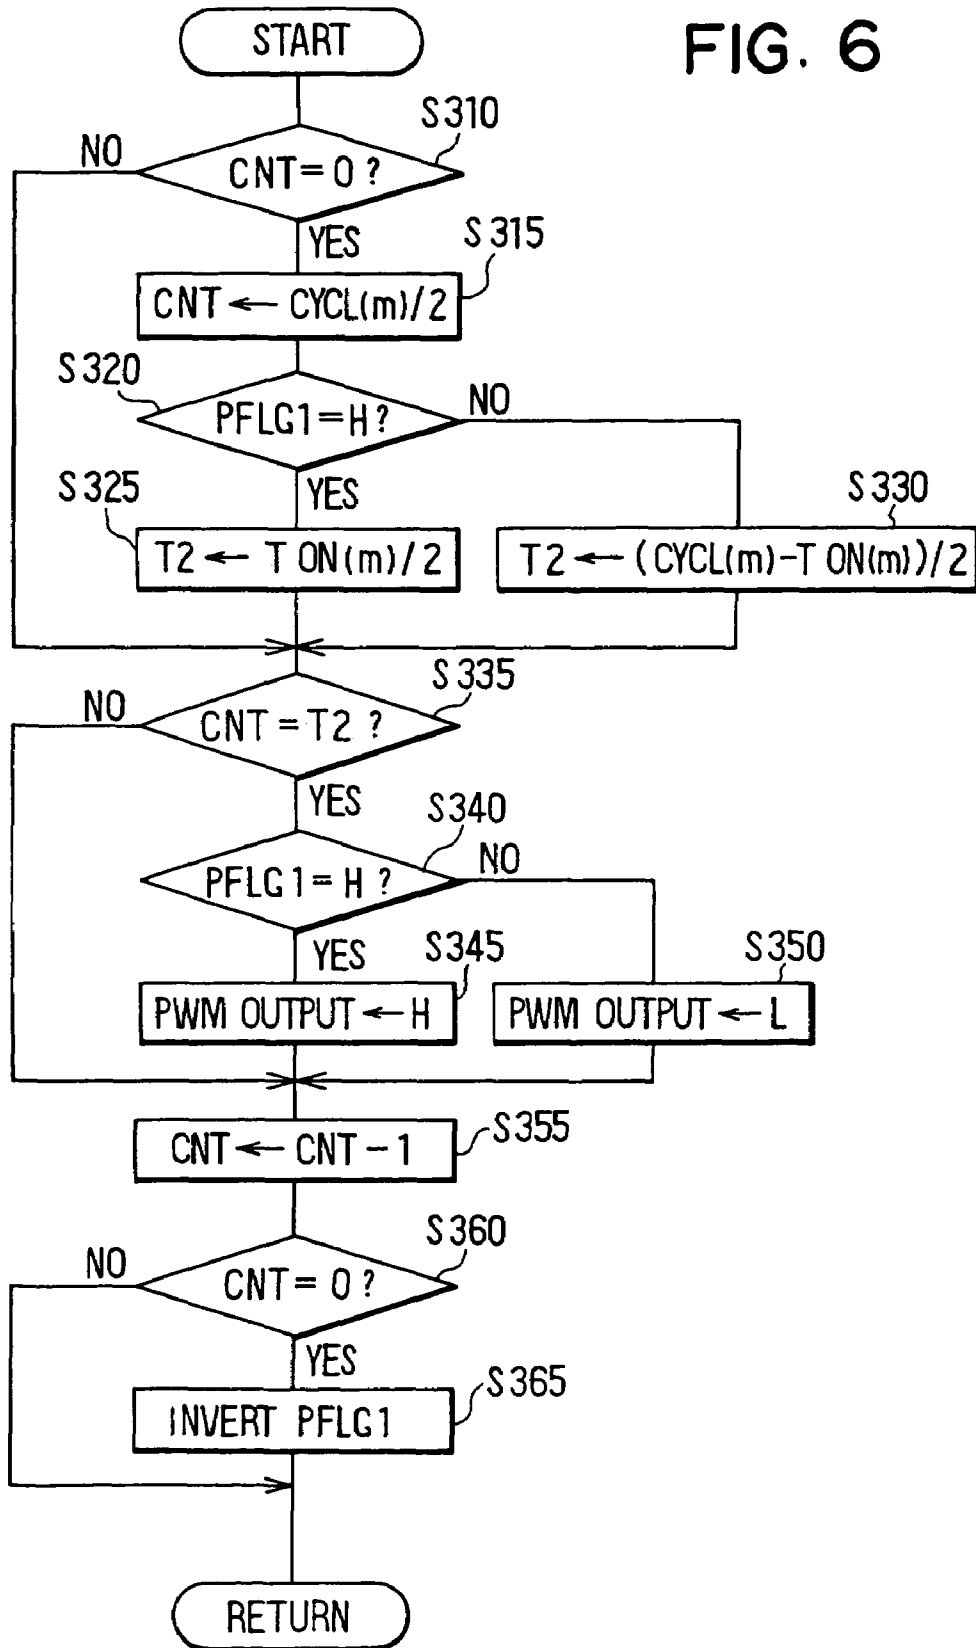 FIG. 6
START
S310
NO
CNT=0?
YES
S315
CNT ← CYCL(m)/2
S320
PFLG1=H?
NO
YES
S325
T2 ← T ON(m)/2
S330
T2 ← (CYCL(m)-T ON(m))/2
S335
NO
CNT = T2 ?
YES
S340
PFLG1=H ?
NO
YES
S345
PWM OUTPUT ← H
S350
PWM OUTPUT ← L
CNT ← CNT - 1
S355
S360
NO
CNT = 0 ?
YES
S365
INVERT PFLG1
RETURN